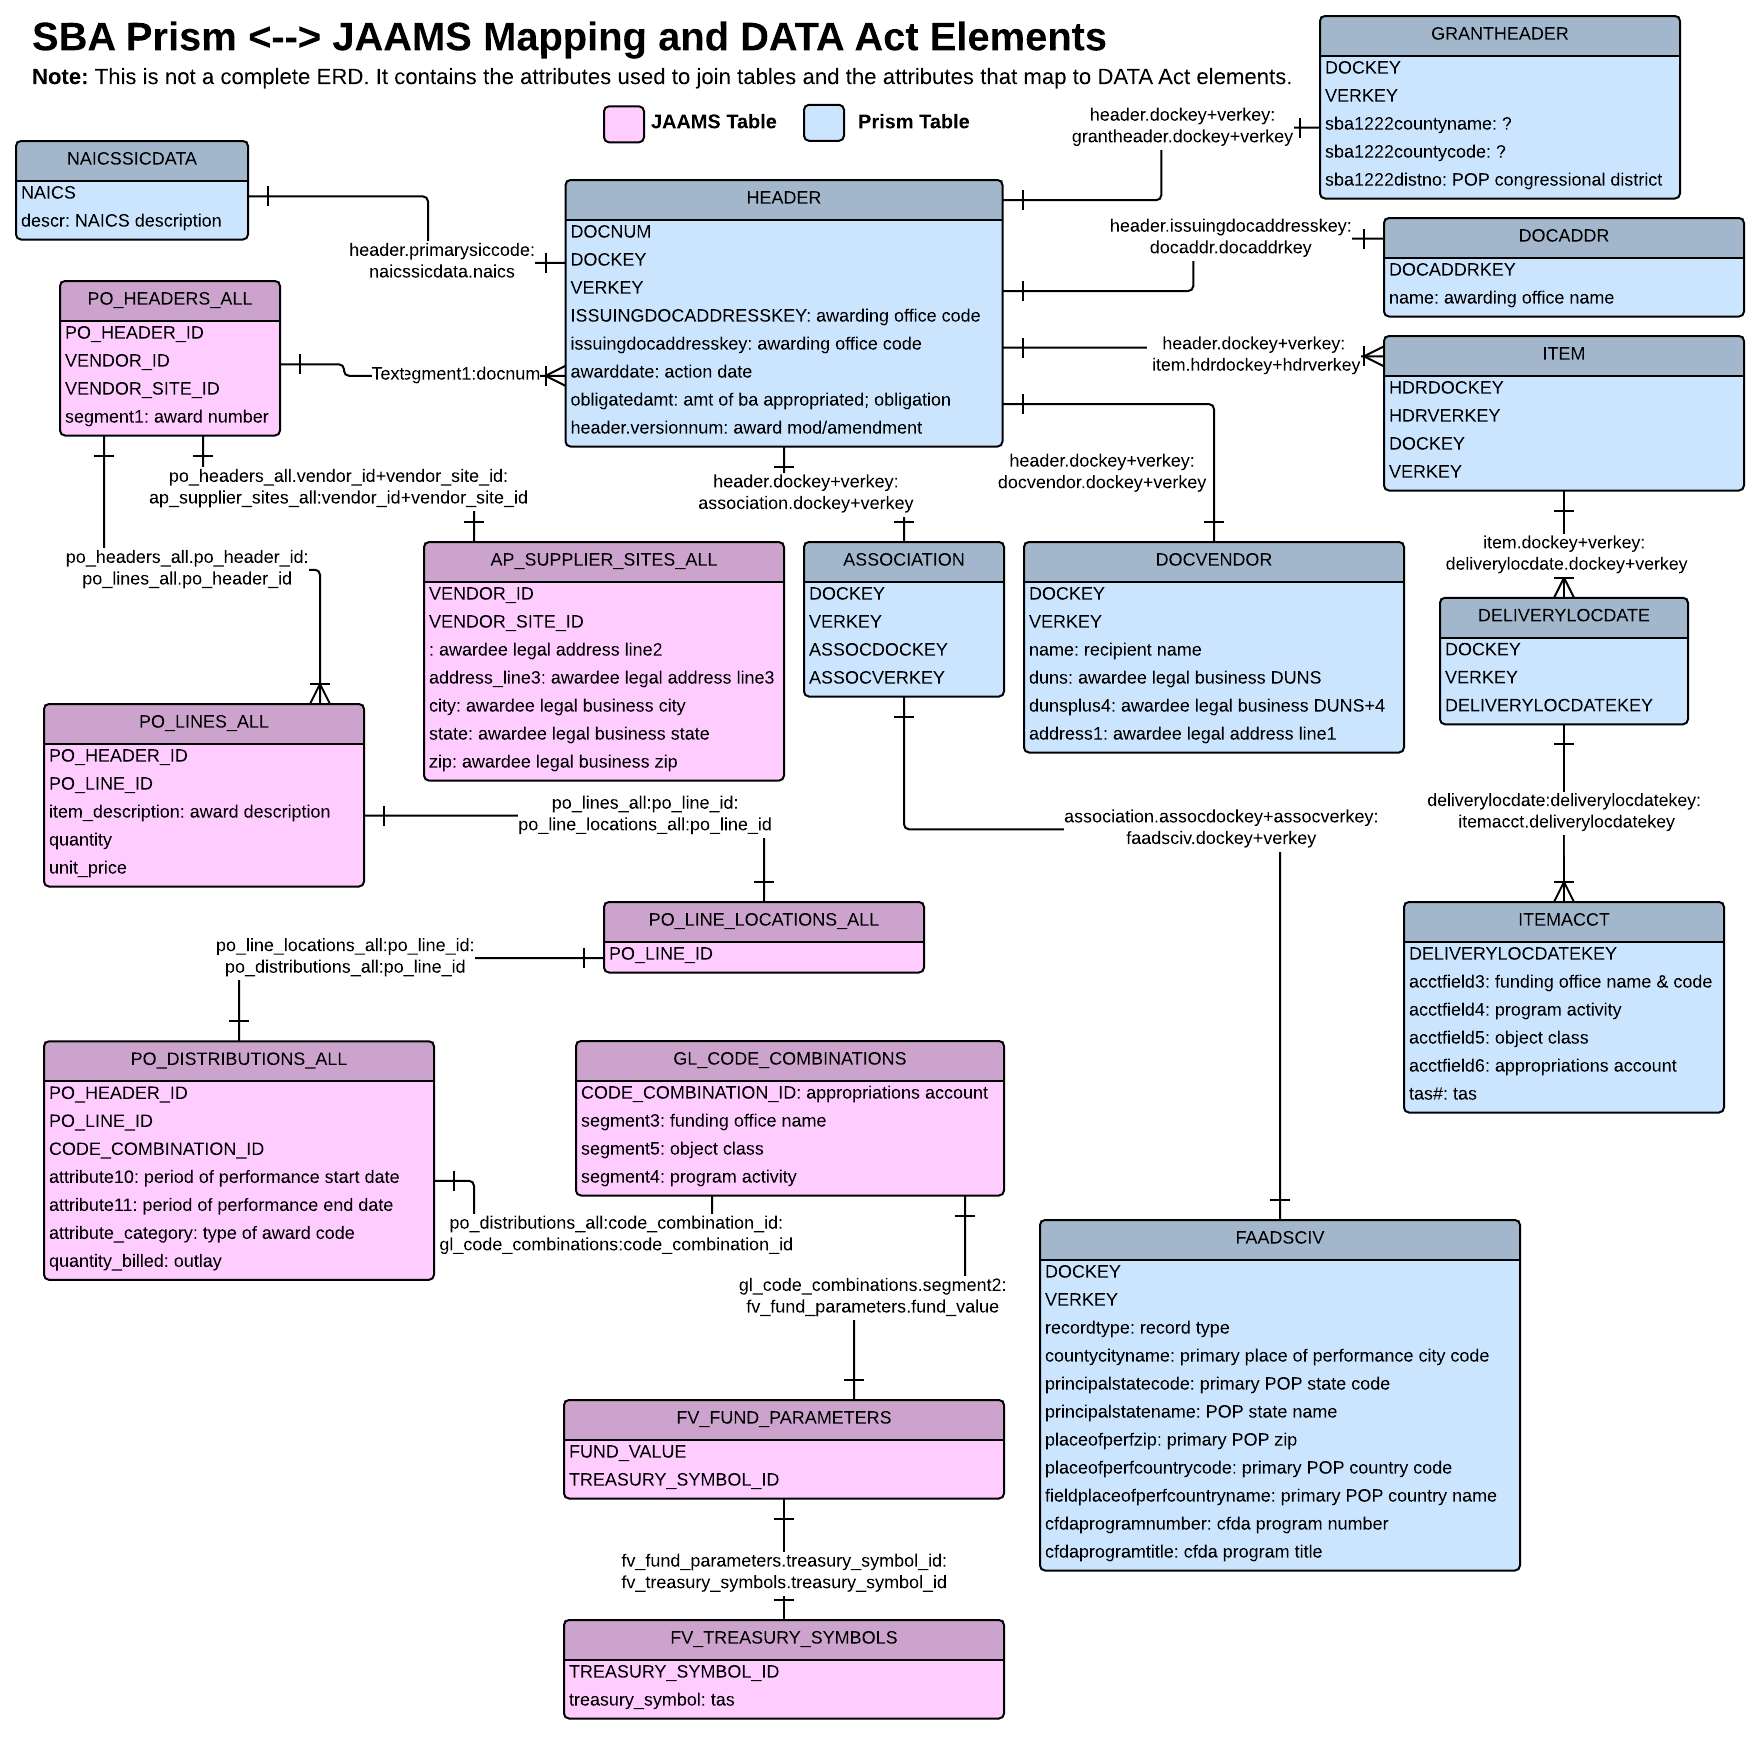 SBA Prism <--> JAAMS Mapping and DATA Act Elements
Note: This is not a complete ERD. It contains the attributes used to join tables and the attributes that map to DATA Act elements.
JAAMS Table
Prism Table
GRANTHEADER
DOCKEY
VERKEY
sba1222countyname: ?
sba1222countycode: ?
sba1222distno: POP congressional district
header.dockey+verkey:
grantheader.dockey+verkey
NAICSSICDATA
NAICS
descr: NAICS description
header.primarysiccode:
naicssicdata.naics
HEADER
DOCNUM
DOCKEY
VERKEY
ISSUINGDOCADDRESSKEY: awarding office code
issuingdocaddresskey: awarding office code
awarddate: action date
obligatedamt: amt of ba appropriated; obligation
header.versionnum: award mod/amendment
header.issuingdocaddresskey:
docaddr.docaddrkey
DOCADDR
DOCADDRKEY
name: awarding office name
PO_HEADERS_ALL
PO_HEADER_ID
VENDOR_ID
VENDOR_SITE_ID
segment1: award number
Textegment1:docnum
header.dockey+verkey:
item.hdrdockey+hdrverkey
ITEM
HDRDOCKEY
HDRVERKEY
DOCKEY
VERKEY
po_headers_all.vendor_id+vendor_site_id:
ap_supplier_sites_all:vendor_id+vendor_site_id
header.dockey+verkey:
association.dockey+verkey
header.dockey+verkey:
docvendor.dockey+verkey
po_headers_all.po_header_id:
po_lines_all.po_header_id
item.dockey+verkey:
deliverylocdate.dockey+verkey
AP_SUPPLIER_SITES_ALL
VENDOR_ID
VENDOR_SITE_ID
: awardee legal address line2
address_line3: awardee legal address line3
city: awardee legal business city
state: awardee legal business state
zip: awardee legal business zip
ASSOCIATION
DOCKEY
VERKEY
ASSOCDOCKEY
ASSOCVERKEY
DOCVENDOR
DOCKEY
VERKEY
name: recipient name
duns: awardee legal business DUNS
dunsplus4: awardee legal business DUNS+4
address1: awardee legal address line1
DELIVERYLOCDATE
DOCKEY
VERKEY
DELIVERYLOCDATEKEY
PO_LINES_ALL
PO_HEADER_ID
PO_LINE_ID
item_description: award description
quantity
unit_price
po_lines_all:po_line_id:
po_line_locations_all:po_line_id
association.assocdockey+assocverkey:
faadsciv.dockey+verkey
deliverylocdate:deliverylocdatekey:
itemacct.deliverylocdatekey
PO_LINE_LOCATIONS_ALL
PO_LINE_ID
po_line_locations_all:po_line_id:
po_distributions_all:po_line_id
ITEMACCT
DELIVERYLOCDATEKEY
acctfield3: funding office name & code
acctfield4: program activity
acctfield5: object class
acctfield6: appropriations account
tas#: tas
PO_DISTRIBUTIONS_ALL
PO_HEADER_ID
PO_LINE_ID
CODE_COMBINATION_ID
attribute10: period of performance start date
attribute11: period of performance end date
attribute_category: type of award code
quantity_billed: outlay
GL_CODE_COMBINATIONS
CODE_COMBINATION_ID: appropriations account
segment3: funding office name
segment5: object class
segment4: program activity
po_distributions_all:code_combination_id:
gl_code_combinations:code_combination_id
gl_code_combinations.segment2:
fv_fund_parameters.fund_value
FAADSCIV
DOCKEY
VERKEY
recordtype: record type
countycityname: primary place of performance city code
principalstatecode: primary POP state code
principalstatename: POP state name
placeofperfzip: primary POP zip
placeofperfcountrycode: primary POP country code
fieldplaceofperfcountryname: primary POP country name
cfdaprogramnumber: cfda program number
cfdaprogramtitle: cfda program title
FV_FUND_PARAMETERS
FUND_VALUE
TREASURY_SYMBOL_ID
fv_fund_parameters.treasury_symbol_id:
fv_treasury_symbols.treasury_symbol_id
FV_TREASURY_SYMBOLS
TREASURY_SYMBOL_ID
treasury_symbol: tas